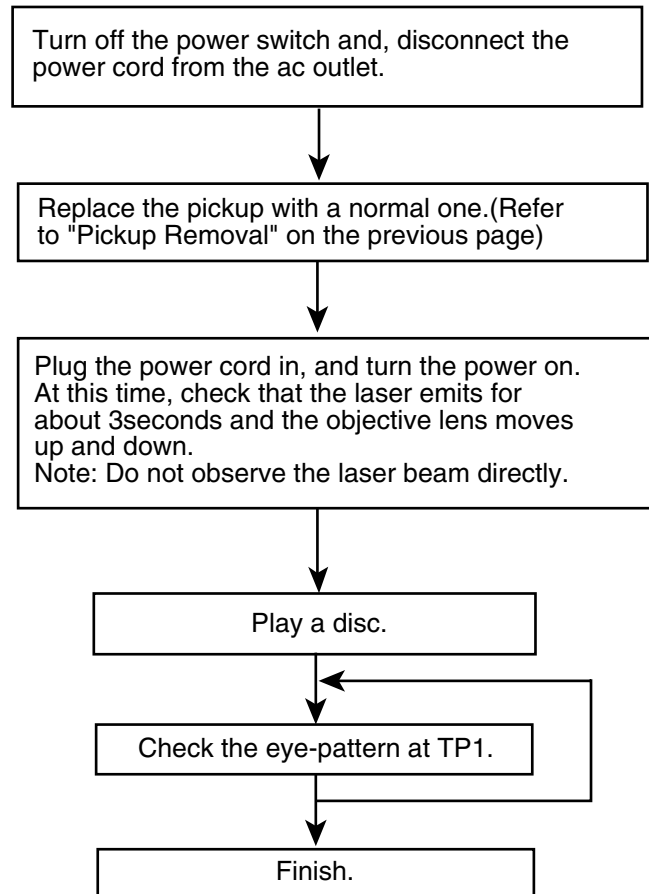 Turn off the power switch and, disconnect the
power cord from the ac outlet.
Replace the pickup with a normal one.(Refer
to "Pickup Removal" on the previous page)
Plug the power cord in, and turn the power on.
At this time, check that the laser emits for
about 3seconds and the objective lens moves
up and down.
Note: Do not observe the laser beam directly.
Play a disc.
Check the eye-pattern at TP1.
Finish.